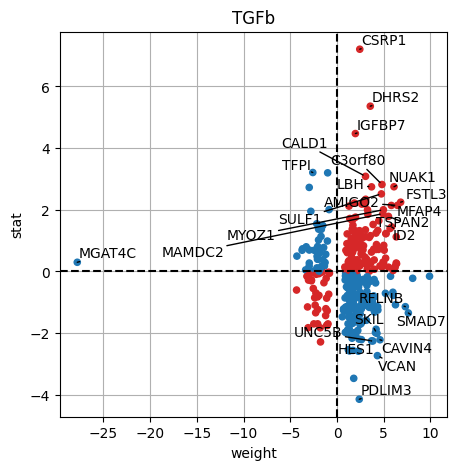 TGFb
CSRP1
DHRS2
IGFBP7
CALD1
C3orf80
TFPI
LBH
NUAK1
AMIGO2
FSTL3
SULF1
MFAP4
TSPAN2
MYOZ1
ID2
MAMDC2
MGAT4C
RFLNB
SKIL
SMAD7
UNC5B
HES1
CAVIN4
VCAN
PDLIM3
6
4
2
0
−2
−4
stat
−25
−20
−15
−10
−5
0
5
10
weight